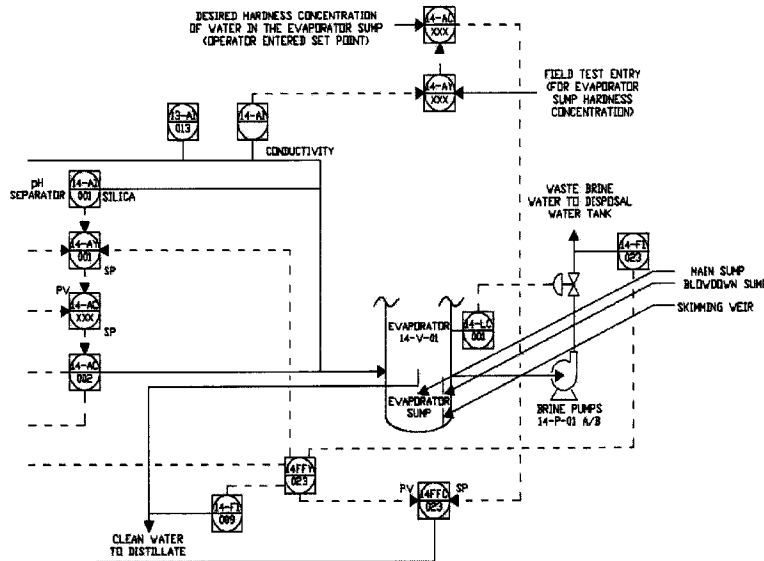 DESIRED HARDNESS CONCENTRATION
OF WATER IN THE EVAPORATOR SUMP
(OPERATOR ENTERED SET POINT)
14-AC
XXX
14-AY
XXX
FIELD TEST ENTRY
(FOR EVAPORATOR
SUMP HARDNESS
CONCENTRATION)
13-AI
013
14-AI
CONDUCTIVITY
pH
SEPARATOR
14-AI
001
SILICA
14-AY
001
SP
PV
14-AC
XXX
SP
14-AC
002
WASTE BRINE
WATER TO DISPOSAL
WATER TANK
14-FI
023
MAIN SUMP
BLOWDOWN SUMP
SKIMMING WEIR
EVAPORATOR
14-V-01
14-LC
001
EVAPORATOR
SUMP
BRINE PUMPS
14-P-01 A/B
14FFY
023
14-FI
009
PV
14FFC
023
SP
CLEAN WATER
TO DISTILLATE